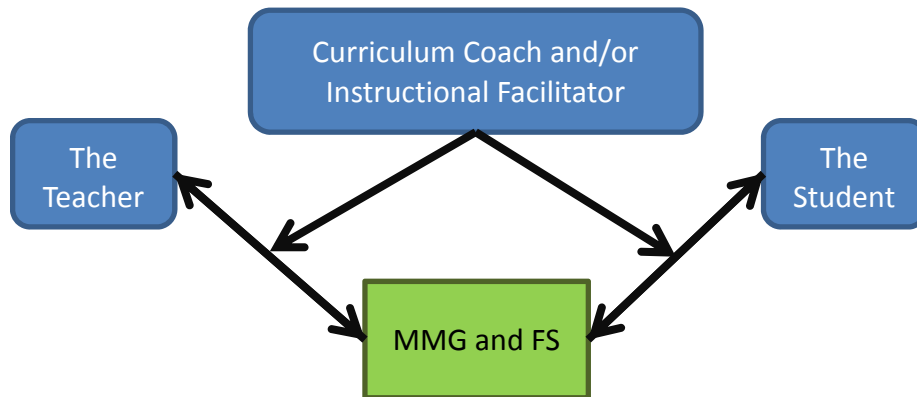 Curriculum Coach and/or
Instructional Facilitator
The
Teacher
The
Student
MMG and FS